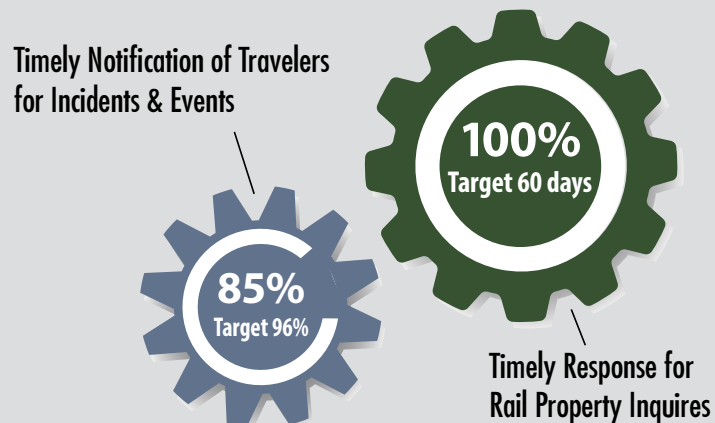 Timely Notification of Travelers
for Incidents & Events
100%
Target 60 days
85%
Target 96%
Timely Response for
Rail Property Inquires